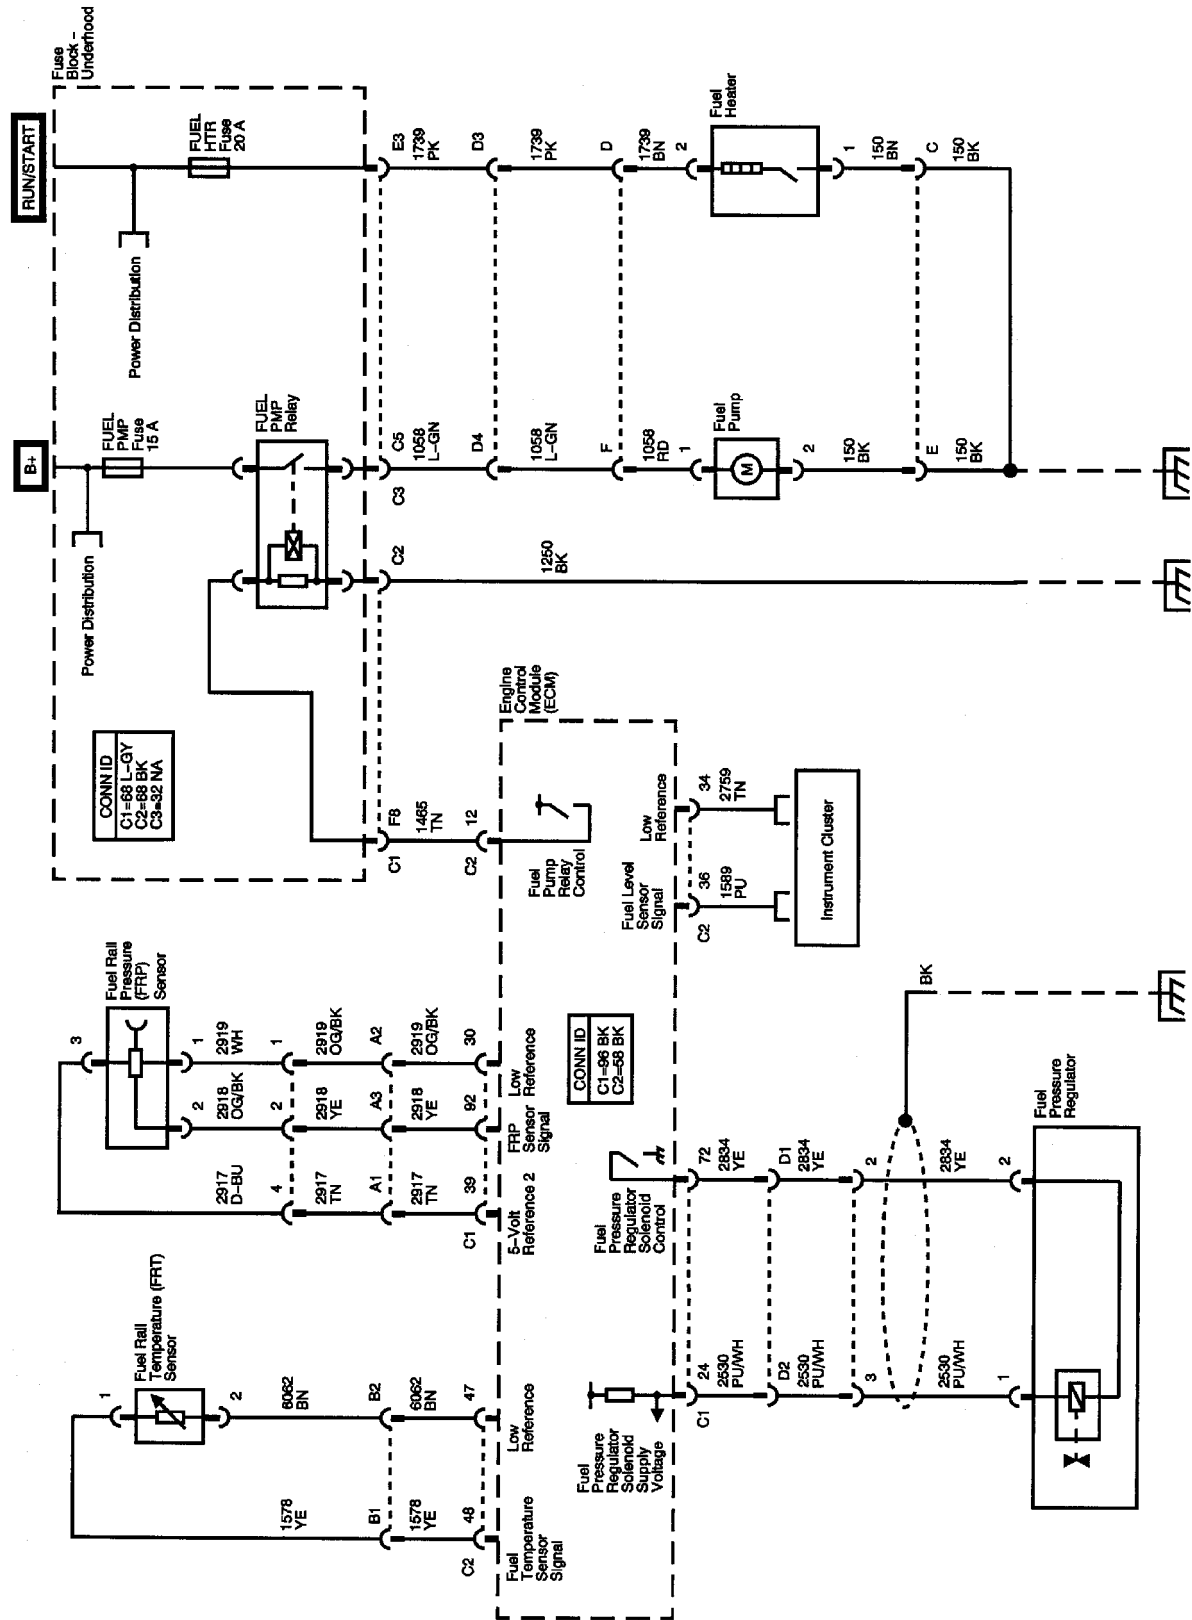 RUN/START
Fuse
Block –
Underhood
FUEL
HTR
Fuse
20 A
Power Distribution
E3
1739
PK
D3
1739
PK
D
1739
BN
2
Fuel
Heater
1
150
BN
C
150
BK
B+
FUEL
PMP
Fuse
15 A
Power Distribution
FUEL
PMP
Relay
C5
C3
1058
L–GN
D4
1058
L–GN
F
1058
RD
1
Fuel
Pump
M
2
150
BK
E
150
BK
C2
1250
BK
CONN ID
C1=68 L–GY
C2=68 BK
C3=32 NA
F8
C1
1465
TN
12
C2
Engine
Control
Module
(ECM)
Fuel
Pump
Relay
Control
Low
Reference
34
2759
TN
Fuel Level
Sensor
Signal
36
C2
1589
PU
Instrument Cluster
Fuel Rail
Pressure
(FRP)
Sensor
3
1
2919
WH
1
2919
OG/BK
A2
2919
OG/BK
30
Low
Reference
2
2918
OG/BK
2
2918
YE
A3
2918
YE
92
FRP
Sensor
Signal
2917
D–BU
4
2917
TN
A1
2917
TN
39
C1
5–Volt
Reference 2
CONN ID
C1=96 BK
C2=58 BK
BK
Fuel
Pressure
Regulator
Solenoid
Control
72
2834
YE
D1
2834
YE
2
2834
YE
2
Fuel
Pressure
Regulator
Fuel
Pressure
Regulator
Solenoid
Supply
Voltage
24
C1
2530
PU/WH
D2
2530
PU/WH
3
2530
PU/WH
1
Fuel Rail
Temperature (FRT)
Sensor
1
2
6062
BN
B2
6062
BN
47
Low
Reference
1578
YE
B1
1578
YE
48
C2
Fuel
Temperature
Sensor
Signal